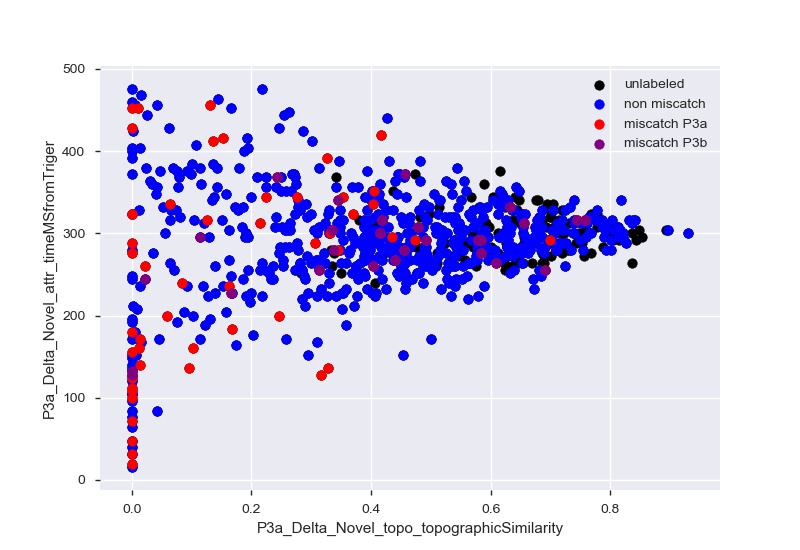 500
400
300
200
100
0
0.0
0.2
0.4
0.6
0.8
P3a_Delta_Novel_attr_timeMSfromTriger
P3a_Delta_Novel_topo_topographicSimilarity
unlabeled
non miscatch
miscatch P3a
miscatch P3b